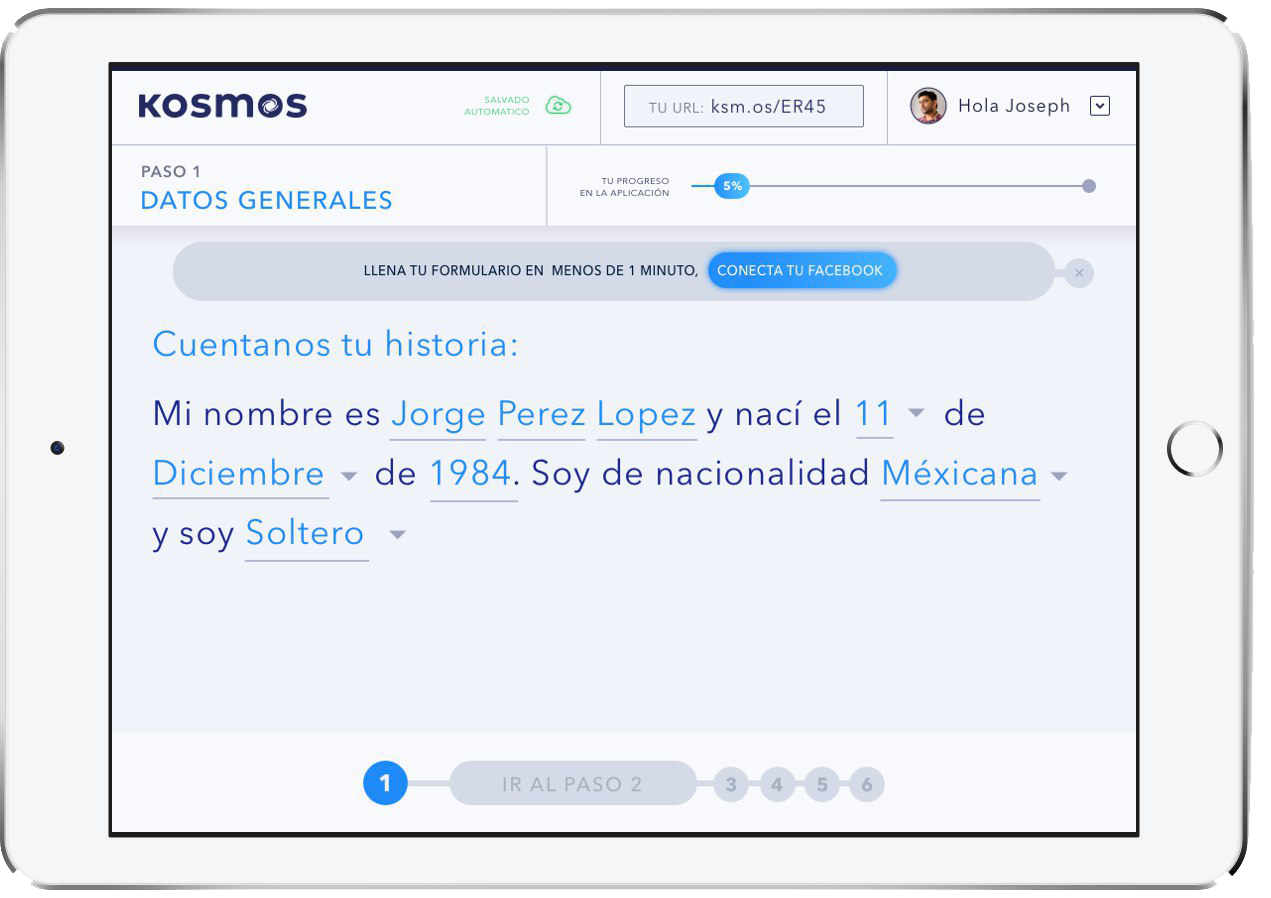 KOSMOS
SALVADO
AUTOMATICO
TU URL: ksm.os/ER45
Hola Joseph
PASO 1
DATOS GENERALES
TU PROGRESO
EN LA APLICACIÓN
5%
LLENA TU FORMULARIO EN MENOS DE 1 MINUTO, CONECTA TU FACEBOOK
×
Cuentanos tu historia:
Mi nombre es Jorge Perez Lopez y nací el 11 de
Diciembre de 1984. Soy de nacionalidad Méxicana
y soy Soltero
1 IR AL PASO 2 3 4 5 6